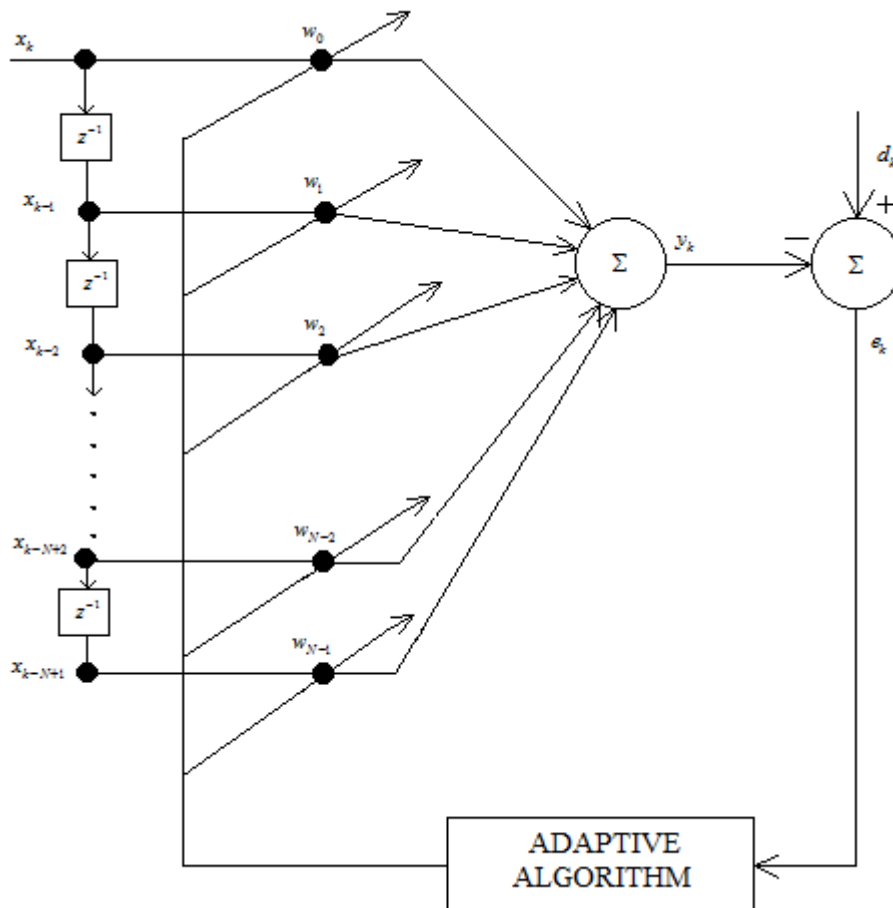 x_k
w_0
z^{-1}
d_k
x_{k-1}
w_1
+
y_k
−
Σ
Σ
z^{-1}
w_2
x_{k-2}
e_k
x_{k-N+2}
w_{N-2}
z^{-1}
x_{k-N+1}
w_{N-1}
ADAPTIVE
ALGORITHM